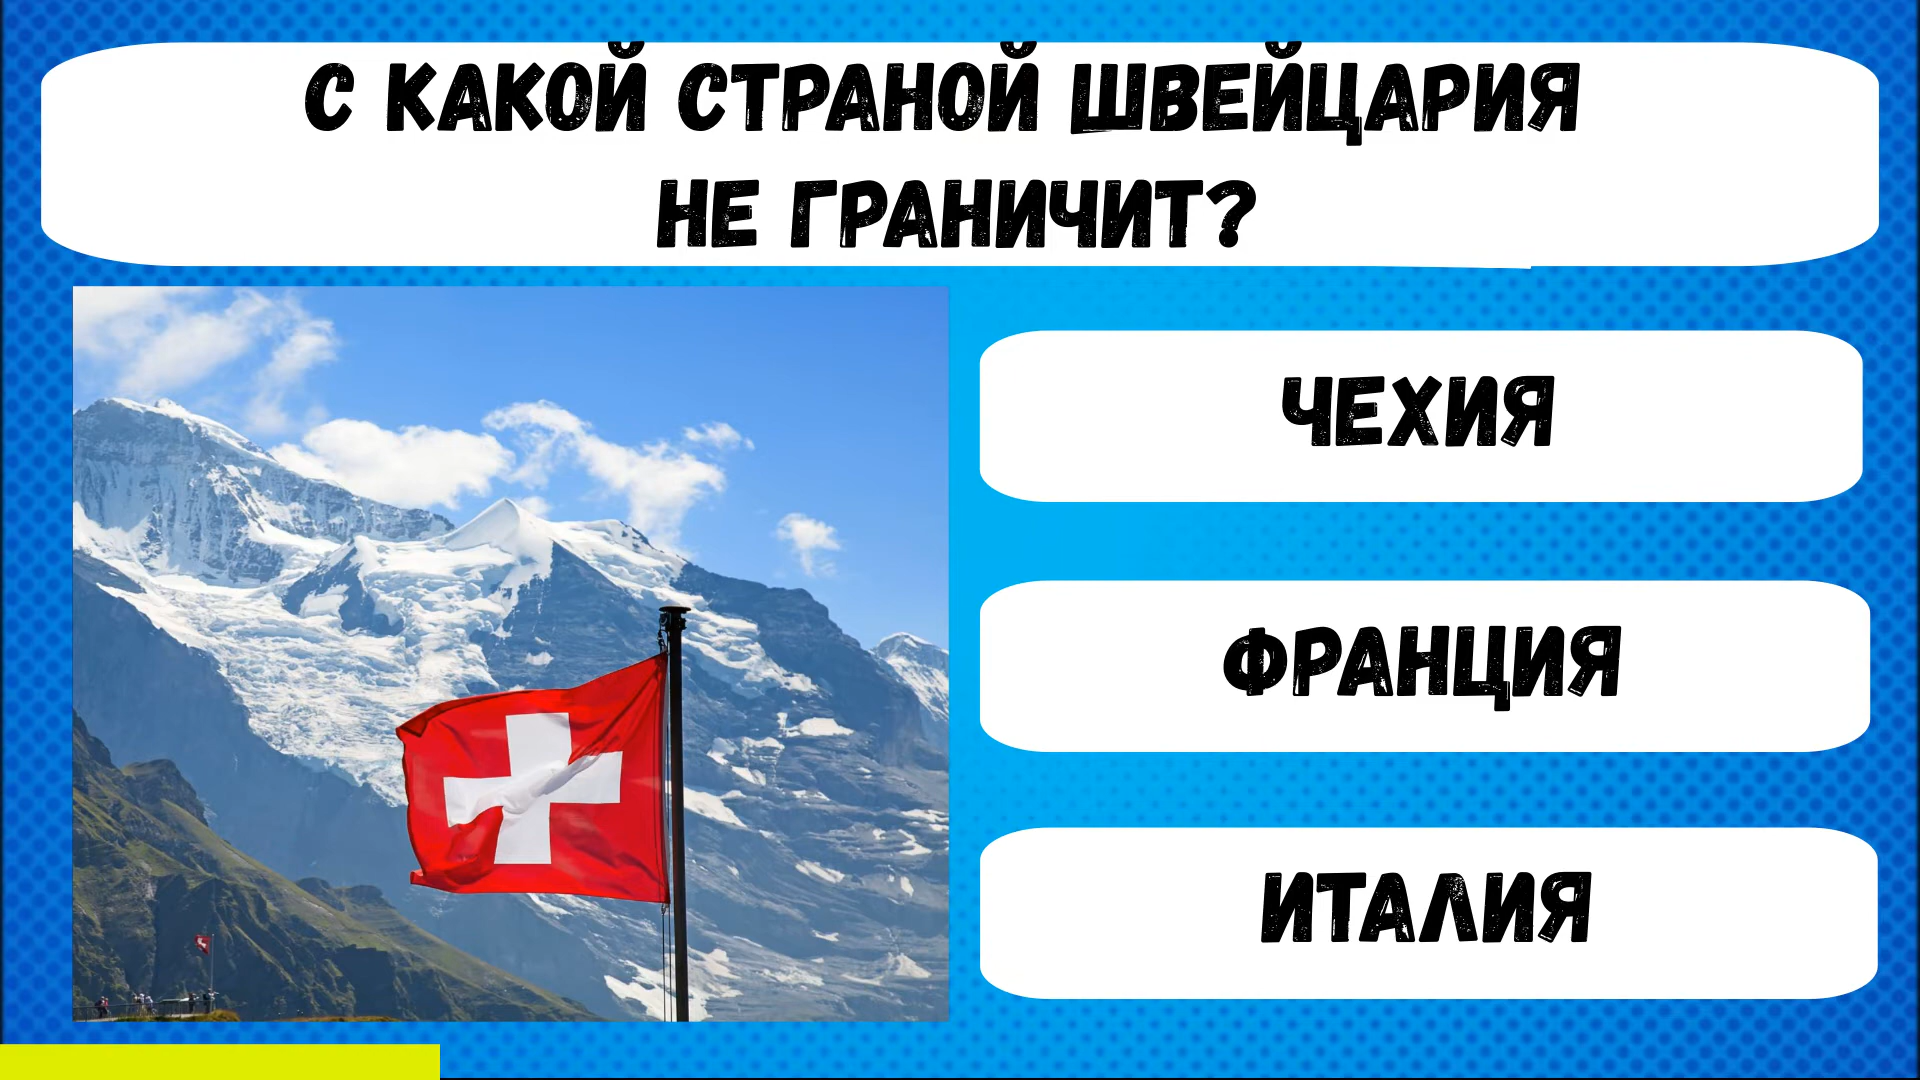 С КАКОЙ СТРАНОЙ ШВЕЙЦАРИЯ
НЕ ГРАНИЧИТ?
ЧЕХИЯ
ФРАНЦИЯ
ИТАЛИЯ